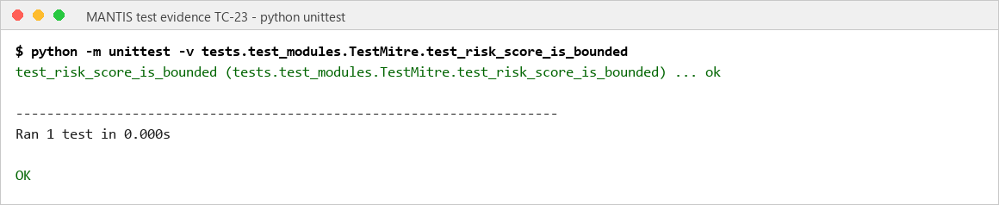 MANTIS test evidence TC-23 - python unittest
$ python -m unittest -v tests.test_modules.TestMitre.test_risk_score_is_bounded
test_risk_score_is_bounded (tests.test_modules.TestMitre.test_risk_score_is_bounded) ... ok
----------------------------------------------------------------------
Ran 1 test in 0.000s
OK